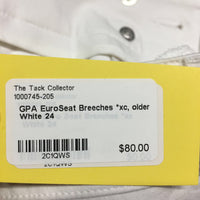 The Tack Collector
1000745-205
GPA EuroSeat Breeches *xc, older
White 24
$80.00
2C1QWS